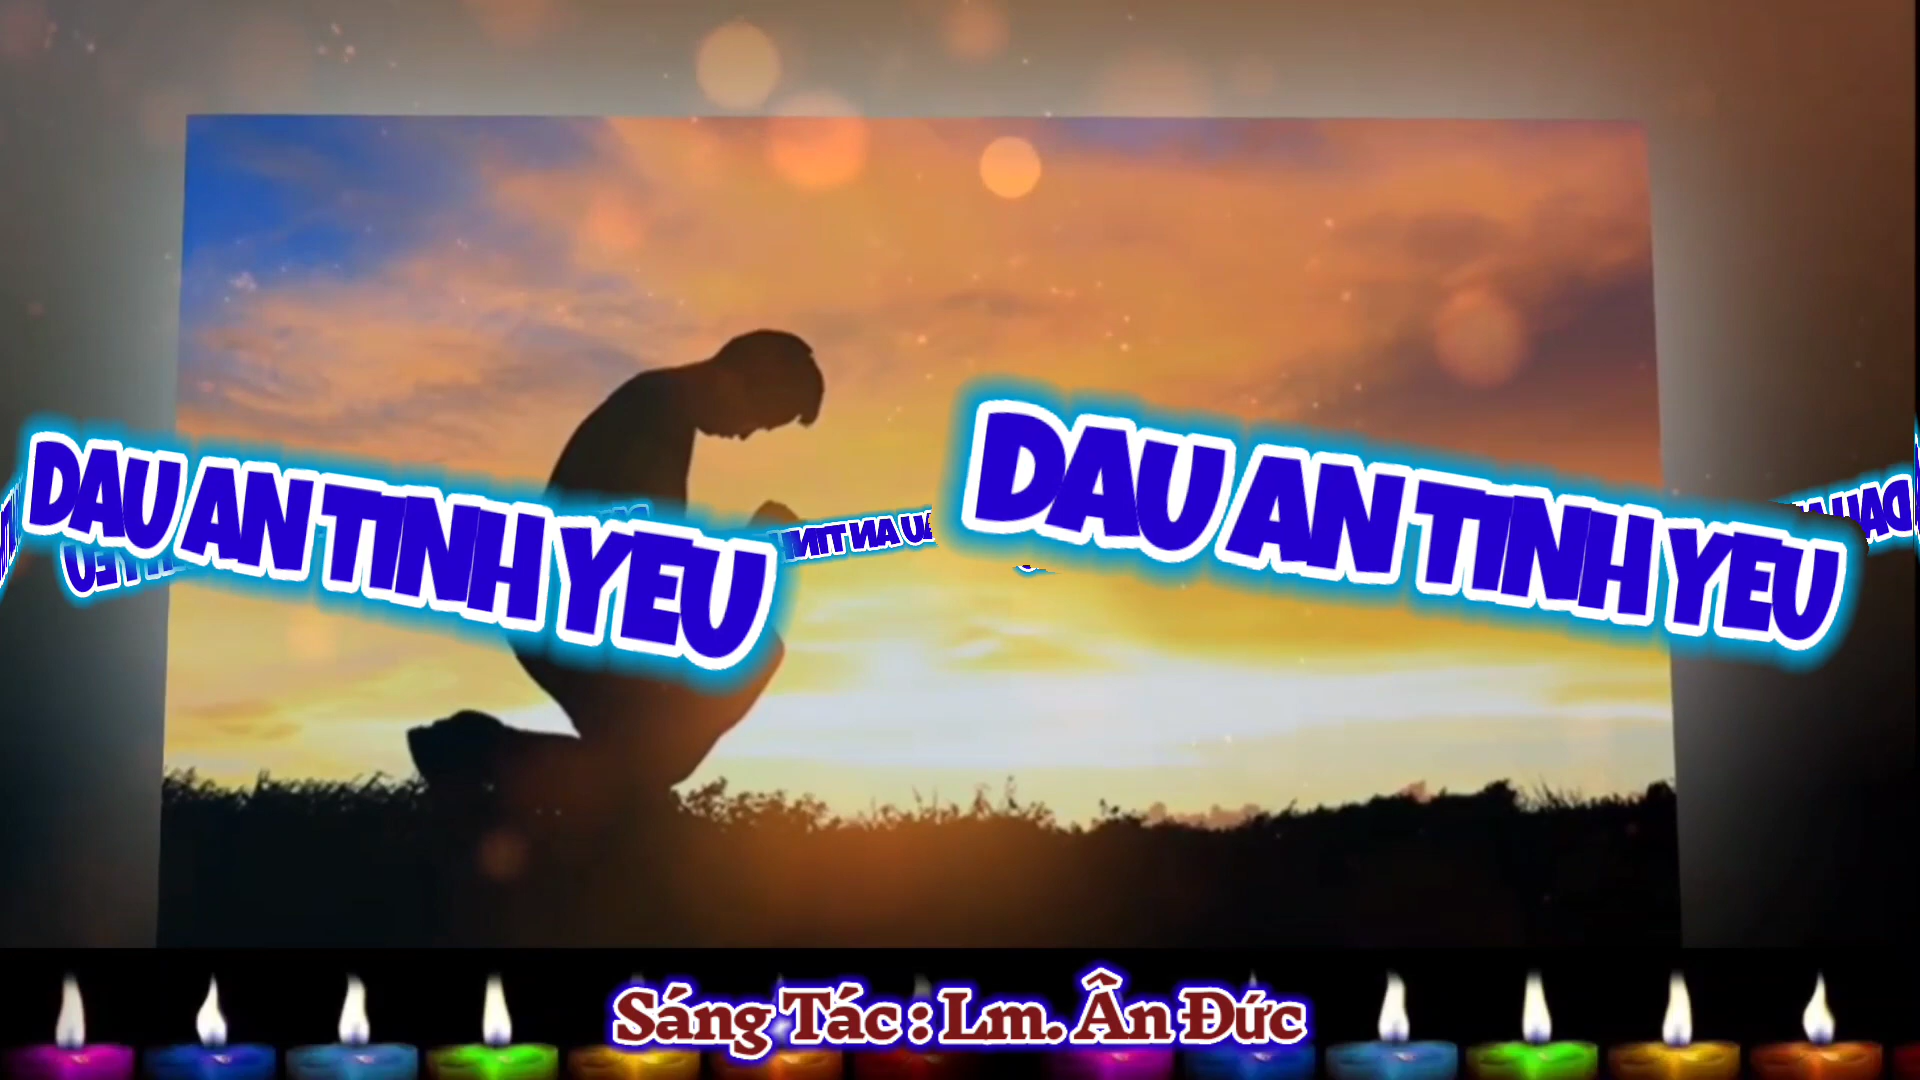 DAU AN TINH YEU
DAU AN TINH YEU
Sáng Tác : Lm. Ân Đức